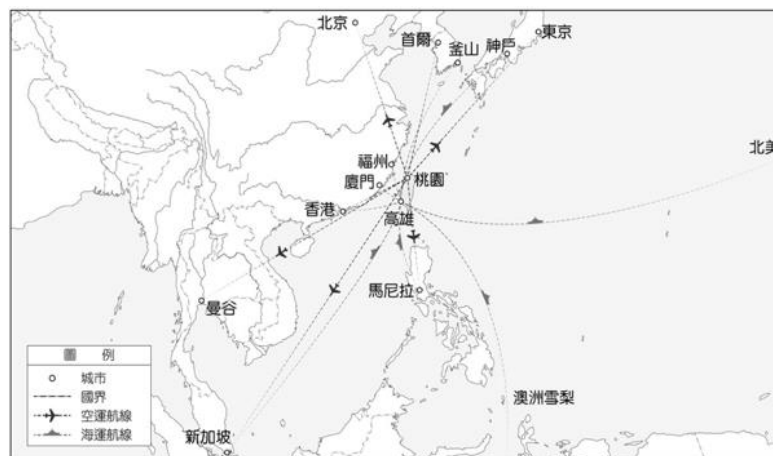 北京
首爾
釜山
神戶
東京
北美
福州
廈門
桃園
香港
高雄
曼谷
馬尼拉
澳洲雪梨
新加坡
圖 例
城市
國界
空運航線
海運航線